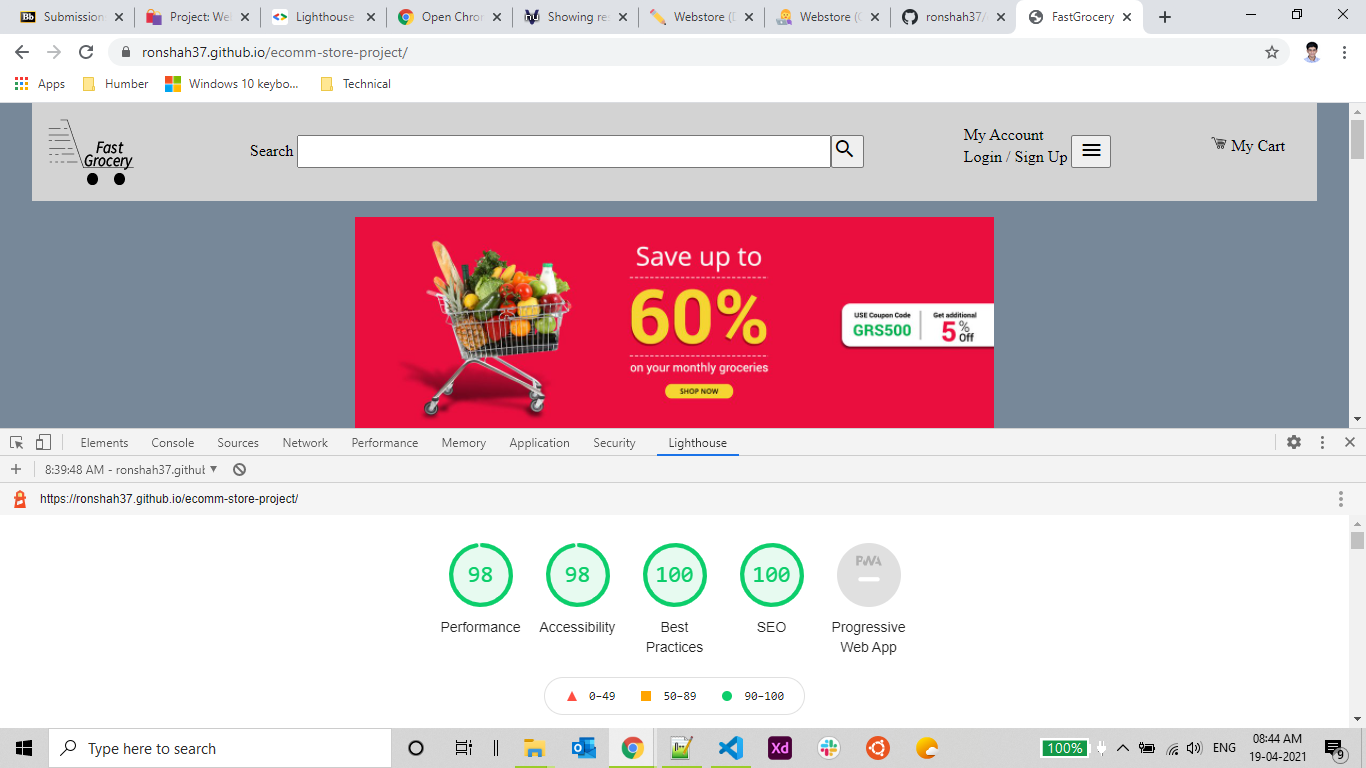 Submission
Project: We
Lighthouse
Open Chro
Showing re
Webstore (
Webstore (
ronshah37/
FastGrocery
ronshah37.github.io/ecomm-store-project/
Apps
Humber
Windows 10 keybo...
Technical
Fast
Grocery
Search
My Account
Login / Sign Up
My Cart
Save up to
60%
on your monthly groceries
SHOP NOW
USE Coupon Code
GRS500
Get additional
5% Off
Elements Console Sources Network Performance Memory Application Security Lighthouse
8:39:48 AM - ronshah37.githu
https://ronshah37.github.io/ecomm-store-project/
98
Performance
98
Accessibility
100
Best
Practices
100
SEO
PWA
Progressive
Web App
0–49 50–89 90–100
Type here to search
Xd
100%
ENG
08:44 AM
19-04-2021
9